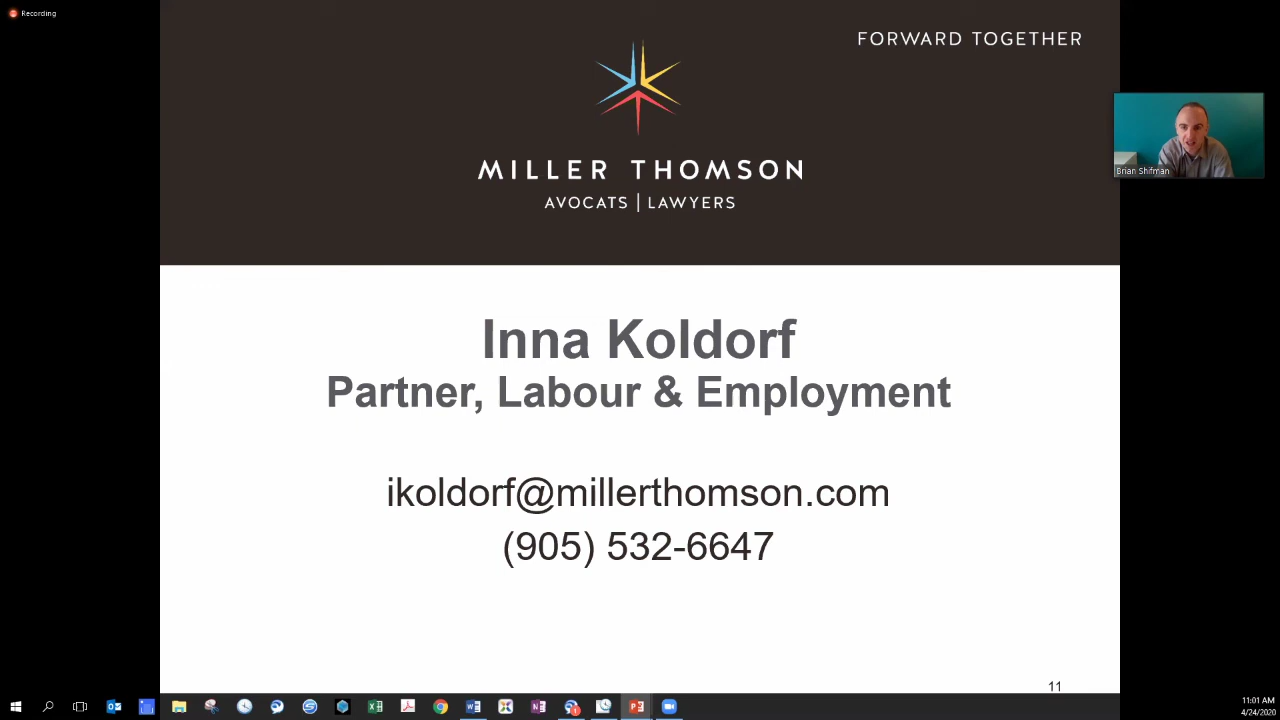 Recording
FORWARD TOGETHER
MILLER THOMSON
AVOCATS | LAWYERS
Brian Shifman
Inna Koldorf
Partner, Labour & Employment
ikoldorf@millerthomson.com
(905) 532-6647
11
11:01 AM
4/24/2020